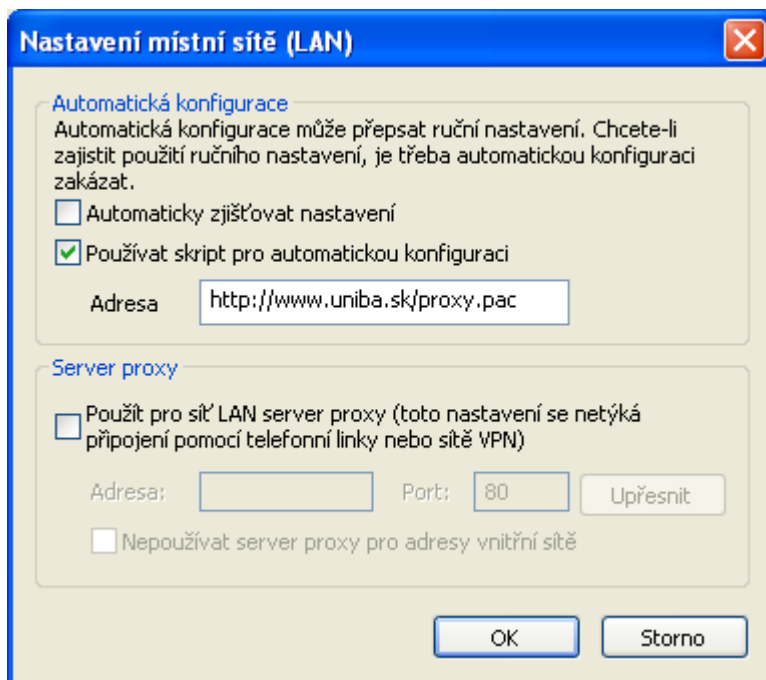 Nastavení místní sítě (LAN)
Automatická konfigurace
Automatická konfigurace může přepsat ruční nastavení. Chcete-li
zajistit použití ručního nastavení, je třeba automatickou konfiguraci
zakázat.
Automaticky zjišťovat nastavení
Používat skript pro automatickou konfiguraci
Adresa http://www.uniba.sk/proxy.pac
Server proxy
Použít pro síť LAN server proxy (toto nastavení se netýká
připojení pomocí telefonní linky nebo sítě VPN)
Adresa: Port: 80 Upřesnit
Nepoužívat server proxy pro adresy vnitřní sítě
OK Storno